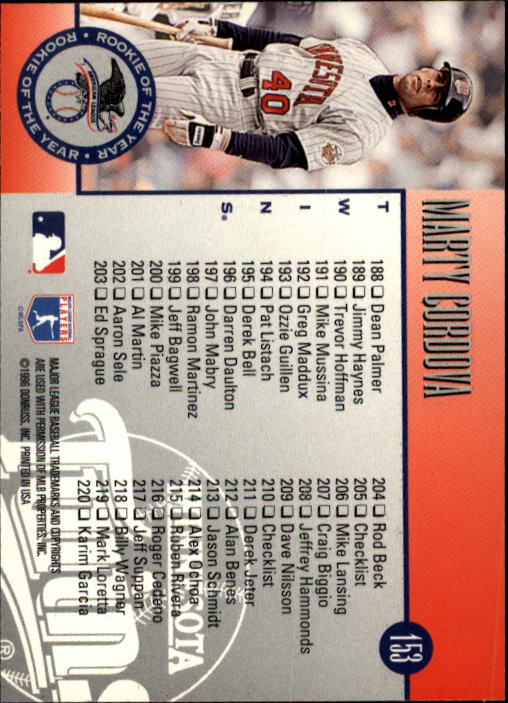 MARTY CORDOVA
153
TWINS®
188 Dean Palmer
189 Jimmy Haynes
190 Trevor Hoffman
191 Mike Mussina
192 Greg Maddux
193 Ozzie Guillen
194 Pat Listach
195 Derek Bell
196 Darren Daulton
197 John Mabry
198 Ramon Martinez
199 Jeff Bagwell
200 Mike Piazza
201 Al Martin
202 Aaron Sele
203 Ed Sprague
204 Rod Beck
205 Checklist
206 Mike Lansing
207 Craig Biggio
208 Jeffrey Hammonds
209 Dave Nilsson
210 Checklist
211 Derek Jeter
212 Alan Benes
213 Jason Schmidt
214 Alex Ochoa
215 Ruben Rivera
216 Roger Cedeno
217 Jeff Suppan
218 Billy Wagner
219 Mark Loretta
220 Karim Garcia
ROOKIE OF THE YEAR • ROOKIE OF THE YEAR •
AMERICAN LEAGUE
NNESOTA
40
PLAYERS
©MLBPA
MAJOR LEAGUE BASEBALL TRADEMARKS AND COPYRIGHTS
ARE USED WITH PERMISSION OF MLB PROPERTIES, INC.
©1996 DONRUSS, INC. PRINTED IN USA
®